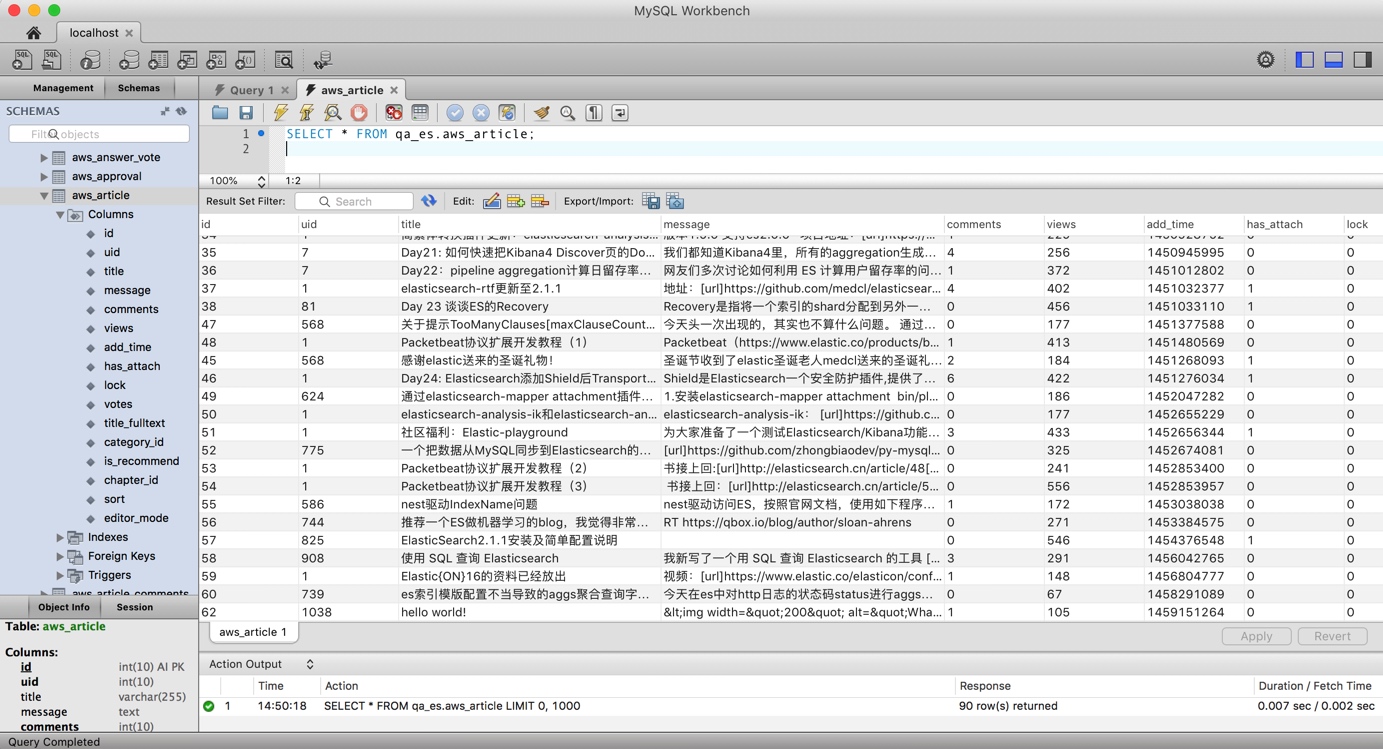 MySQL Workbench
localhost
Management Schemas
Query 1 aws_article
SCHEMAS
Filter objects
aws_answer_vote
aws_approval
aws_article
Columns
id
uid
title
message
comments
views
add_time
has_attach
lock
votes
title_fulltext
category_id
is_recommend
chapter_id
sort
editor_mode
Indexes
Foreign Keys
Triggers
aws_article_comments
Object Info Session
Table: aws_article
Columns:
id int(10) AI PK
uid int(10)
title varchar(255)
message text
comments int(10)
1 SELECT * FROM qa_es.aws_article;
2
100% 1:2
Result Set Filter: Search Edit: Export/Import:
id uid title message comments views add_time has_attach lock
35 7 Day21: 如何快速把Kibana4 Discover页的Do... 我们都知道Kibana4里，所有的aggregation生成... 4 256 1450945995 0 0
36 7 Day22：pipeline aggregation计算日留存率... 网友们多次讨论如何利用 ES 计算用户留存率的问... 1 372 1451012802 0 0
37 1 elasticsearch-rtf更新至2.1.1 地址：[url]https://github.com/medcl/elasticsear... 4 402 1451032377 1 0
38 81 Day 23 谈谈ES的Recovery Recovery是指将一个索引的shard分配到另外一... 0 456 1451033110 1 0
47 568 关于提示TooManyClauses[maxClauseCount... 今天头一次出现的，其实也不算什么问题。 通过... 0 177 1451377588 0 0
48 1 Packetbeat协议扩展开发教程（1） Packetbeat（https://www.elastic.co/products/b... 1 413 1451480569 0 0
45 568 感谢elastic送来的圣诞礼物！ 圣诞节收到了elastic圣诞老人medcl送来的圣诞礼... 2 184 1451268093 1 0
46 1 Day24: Elasticsearch添加Shield后Transport... Shield是Elasticsearch一个安全防护插件,提供了... 6 422 1451276034 1 0
49 624 通过elasticsearch-mapper attachment插件... 1.安装elasticsearch-mapper attachment bin/pl... 0 186 1452047282 0 0
50 1 elasticsearch-analysis-ik和elasticsearch-an... elasticsearch-analysis-ik： [url]https://github.c... 0 177 1452655229 0 0
51 1 社区福利：Elastic-playground 为大家准备了一个测试Elasticsearch/Kibana功能... 3 433 1452656344 1 0
52 775 一个把数据从MySQL同步到Elasticsearch的... [url]https://github.com/zhongbiaodev/py-mysql... 0 325 1452674081 0 0
53 1 Packetbeat协议扩展开发教程（2） 书接上回:[url]http://elasticsearch.cn/article/48[... 0 241 1452853400 0 0
54 1 Packetbeat协议扩展开发教程（3） 书接上回：[url]http://elasticsearch.cn/article/5... 0 556 1452853957 0 0
55 586 nest驱动IndexName问题 nest驱动访问ES，按照官网文档，使用如下程序... 1 172 1453038038 0 0
56 744 推荐一个ES做机器学习的blog，我觉得非常... RT https://qbox.io/blog/author/sloan-ahrens 0 271 1453384575 0 0
57 825 ElasticSearch2.1.1安装及简单配置说明 0 546 1454376548 1 0
58 908 使用 SQL 查询 Elasticsearch 我新写了一个用 SQL 查询 Elasticsearch 的工具 [... 3 291 1456042765 0 0
59 1 Elastic{ON}16的资料已经放出 视频：[url]https://www.elastic.co/elasticon/conf... 1 148 1456804777 0 0
60 739 es索引模版配置不当导致的aggs聚合查询字... 今天在es中对http日志的状态码status进行aggs... 0 67 1458291089 0 0
62 1038 hello world! &lt;img width=&quot;200&quot; alt=&quot;Wha... 1 105 1459151264 0 0
aws_article 1 Apply Revert
Action Output
Time Action Response Duration / Fetch Time
1 14:50:18 SELECT * FROM qa_es.aws_article LIMIT 0, 1000 90 row(s) returned 0.007 sec / 0.002 sec
Query Completed